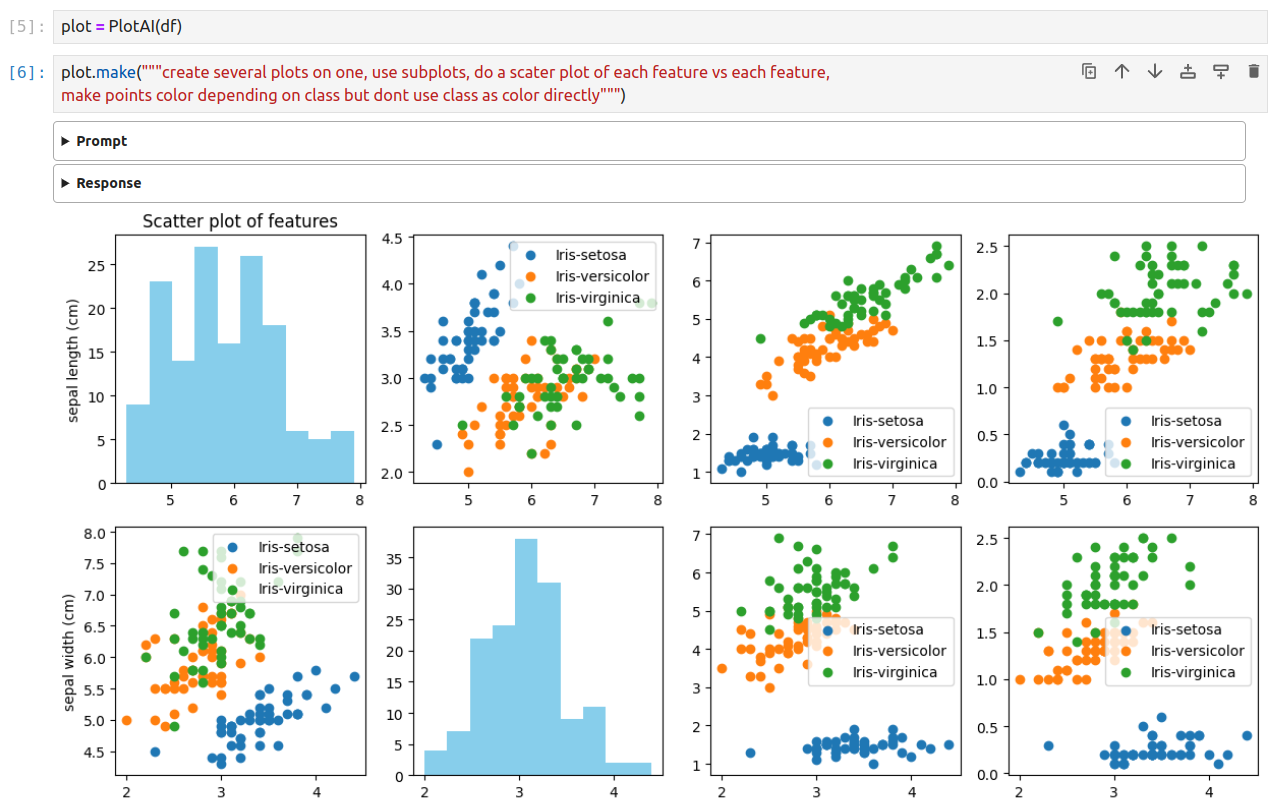 [5]: plot = PlotAI(df)
[6]: plot.make("""create several plots on one, use subplots, do a scater plot of each feature vs each feature,
make points color depending on class but dont use class as color directly""")
▶ Prompt
▶ Response
Scatter plot of features
sepal length (cm)
25
20
15
10
5
0
5 6 7 8
4.5
4.0
3.5
3.0
2.5
2.0
5 6 7 8
Iris-setosa
Iris-versicolor
Iris-virginica
7
6
5
4
3
2
1
5 6 7 8
Iris-setosa
Iris-versicolor
Iris-virginica
2.5
2.0
1.5
1.0
0.5
0.0
5 6 7 8
Iris-setosa
Iris-versicolor
Iris-virginica
sepal width (cm)
8.0
7.5
7.0
6.5
6.0
5.5
5.0
4.5
2 3 4
Iris-setosa
Iris-versicolor
Iris-virginica
35
30
25
20
15
10
5
0
2 3 4
7
6
5
4
3
2
1
2 3 4
Iris-setosa
Iris-versicolor
Iris-virginica
2.5
2.0
1.5
1.0
0.5
0.0
2 3 4
Iris-setosa
Iris-versicolor
Iris-virginica